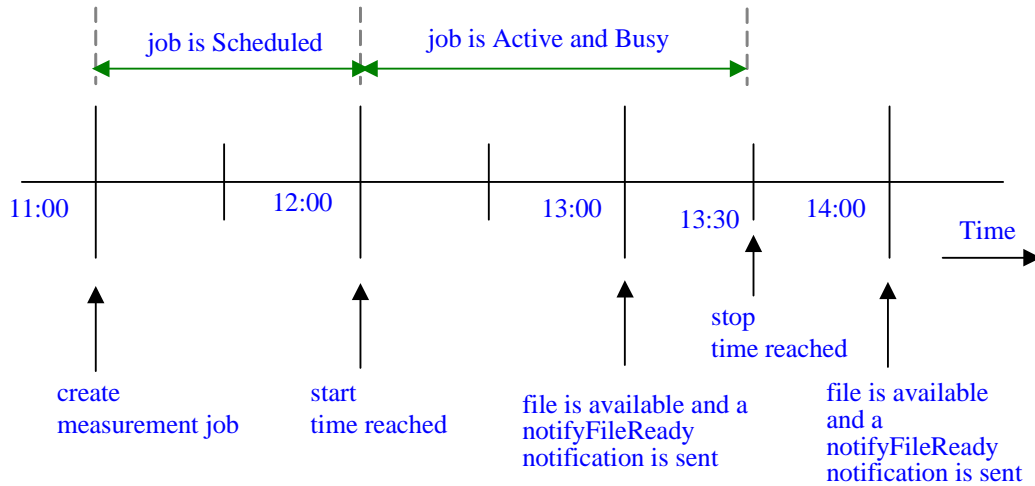 job is Scheduled
job is Active and Busy
11:00
12:00
13:00
13:30
14:00
Time
create
measurement job
start
time reached
file is available and a
notifyFileReady
notification is sent
stop
time reached
file is available
and a
notifyFileReady
notification is sent